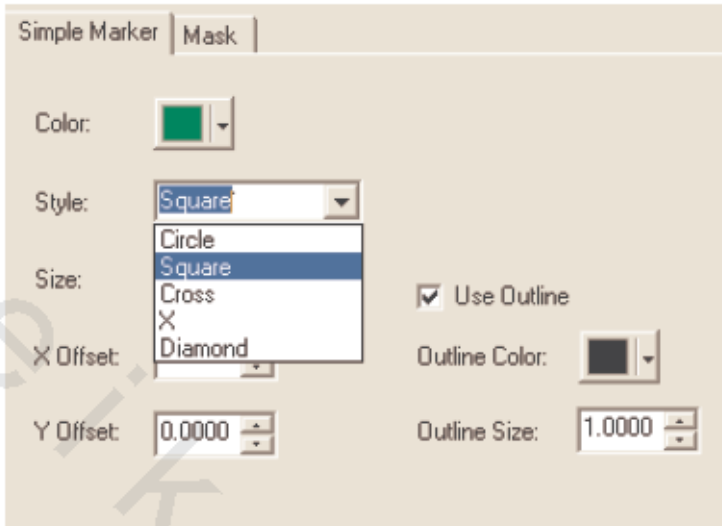 Simple Marker Mask
Color:
Style: Square
Circle
Size: Square
Cross Use Outline
X
X Offset: Diamond Outline Color:
Y Offset: 0.0000 Outline Size: 1.0000